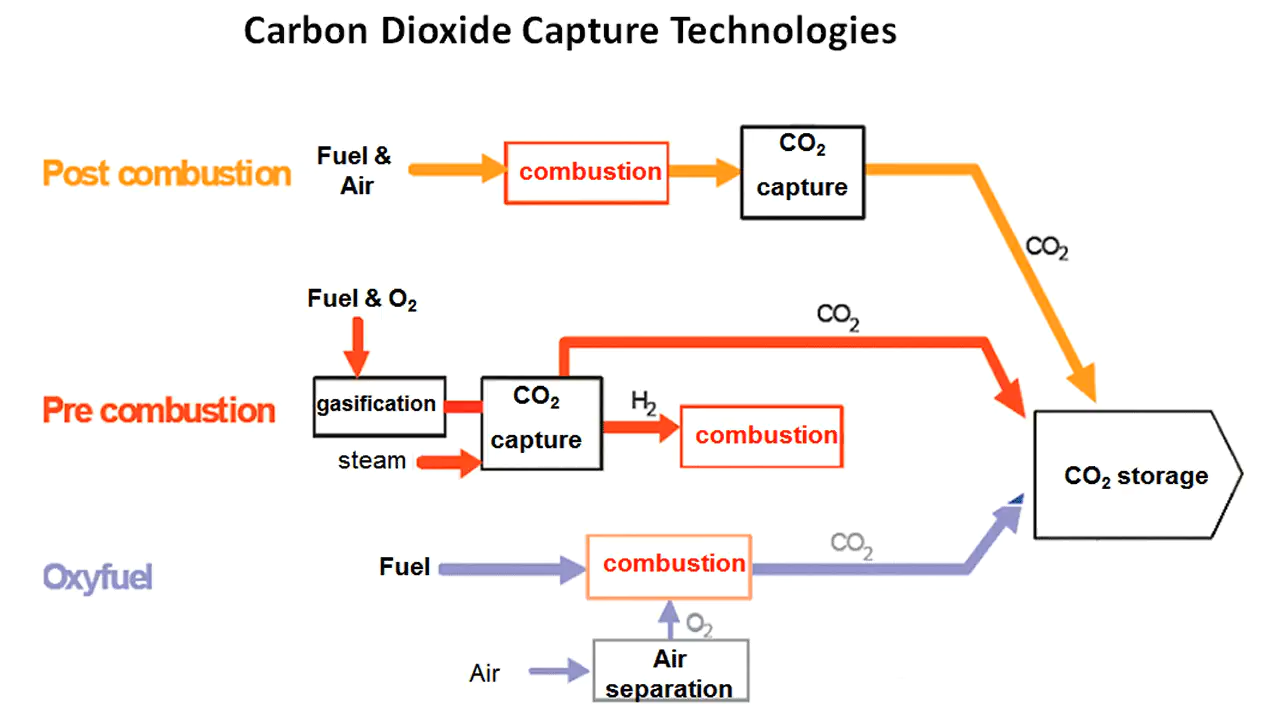 Carbon Dioxide Capture Technologies
Post combustion
Fuel &
Air
combustion
CO₂
capture
CO₂
Fuel & O₂
CO₂
Pre combustion
gasification
CO₂
capture
H₂
combustion
steam
CO₂ storage
Oxyfuel
Fuel
combustion
CO₂
O₂
Air
Air
separation